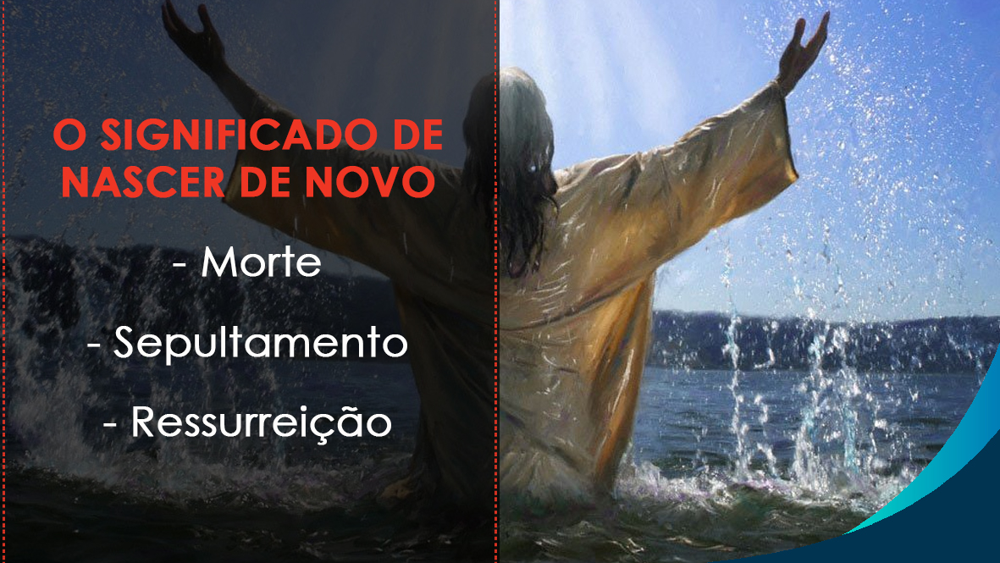 O SIGNIFICADO DE
NASCER DE NOVO
- Morte
- Sepultamento
- Ressurreição